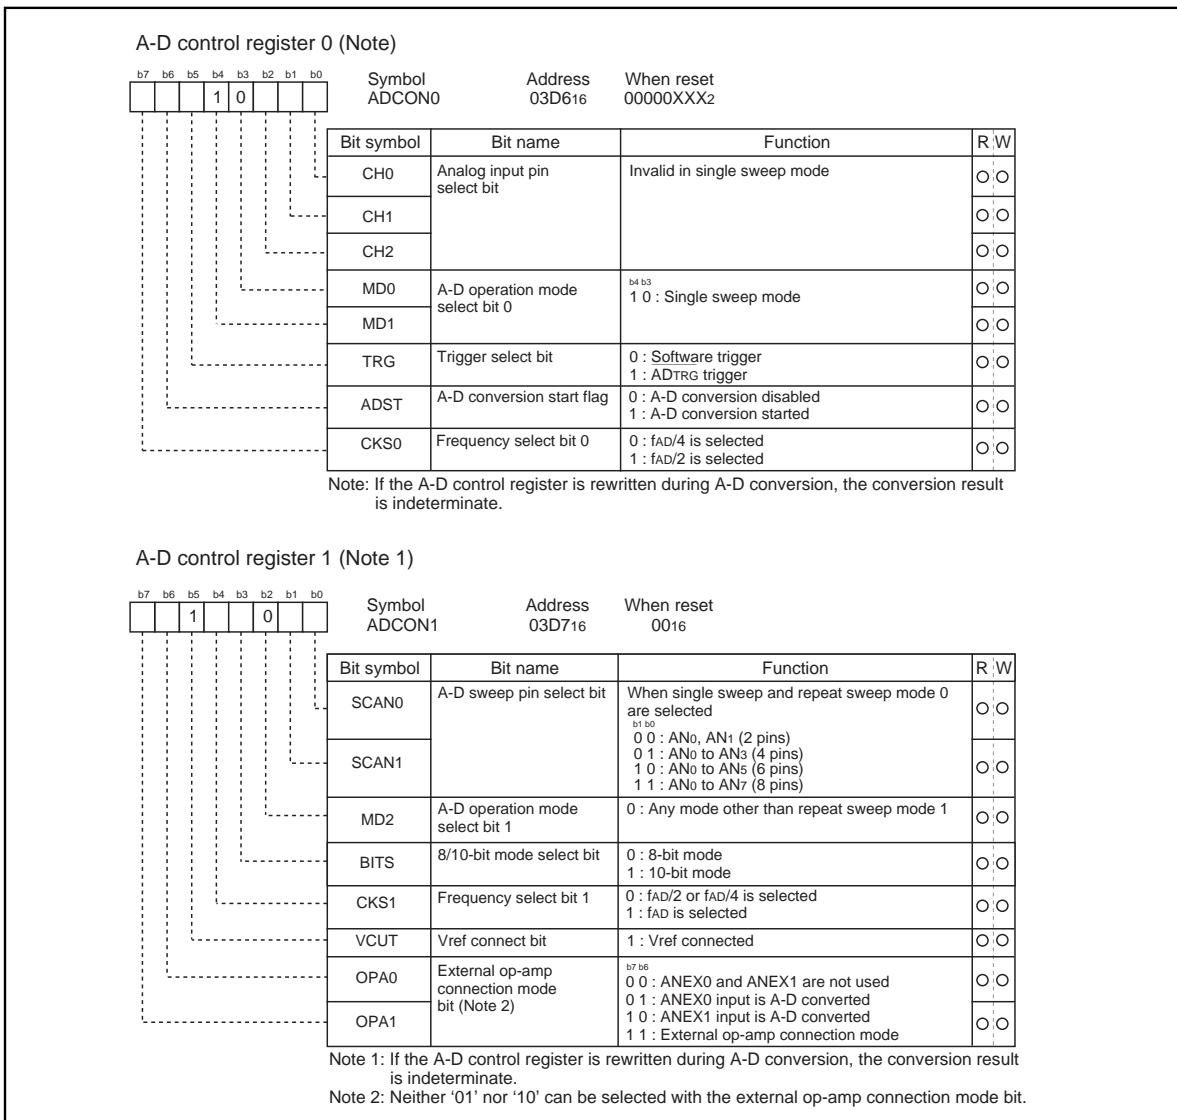 A-D control register 0 (Note)
b7 b6 b5 b4 b3 b2 b1 b0
1 0
Symbol Address When reset
ADCON0 03D616 00000XXX2
Bit symbol Bit name Function R W
CH0 Analog input pin select bit Invalid in single sweep mode
CH1
CH2
MD0 A-D operation mode select bit 0 b4 b3
1 0 : Single sweep mode
MD1
TRG Trigger select bit 0 : Software trigger
1 : ADTRG trigger
ADST A-D conversion start flag 0 : A-D conversion disabled
1 : A-D conversion started
CKS0 Frequency select bit 0 0 : fAD/4 is selected
1 : fAD/2 is selected
Note: If the A-D control register is rewritten during A-D conversion, the conversion result
is indeterminate.
A-D control register 1 (Note 1)
b7 b6 b5 b4 b3 b2 b1 b0
1 0
Symbol Address When reset
ADCON1 03D716 0016
Bit symbol Bit name Function R W
SCAN0 A-D sweep pin select bit When single sweep and repeat sweep mode 0
are selected
b1 b0
0 0 : AN0, AN1 (2 pins)
0 1 : AN0 to AN3 (4 pins)
SCAN1 1 0 : AN0 to AN5 (6 pins)
1 1 : AN0 to AN7 (8 pins)
MD2 A-D operation mode select bit 1 0 : Any mode other than repeat sweep mode 1
BITS 8/10-bit mode select bit 0 : 8-bit mode
1 : 10-bit mode
CKS1 Frequency select bit 1 0 : fAD/2 or fAD/4 is selected
1 : fAD is selected
VCUT Vref connect bit 1 : Vref connected
OPA0 External op-amp connection mode bit (Note 2) b7 b6
0 0 : ANEX0 and ANEX1 are not used
0 1 : ANEX0 input is A-D converted
OPA1 1 0 : ANEX1 input is A-D converted
1 1 : External op-amp connection mode
Note 1: If the A-D control register is rewritten during A-D conversion, the conversion result
is indeterminate.
Note 2: Neither ‘01’ nor ‘10’ can be selected with the external op-amp connection mode bit.